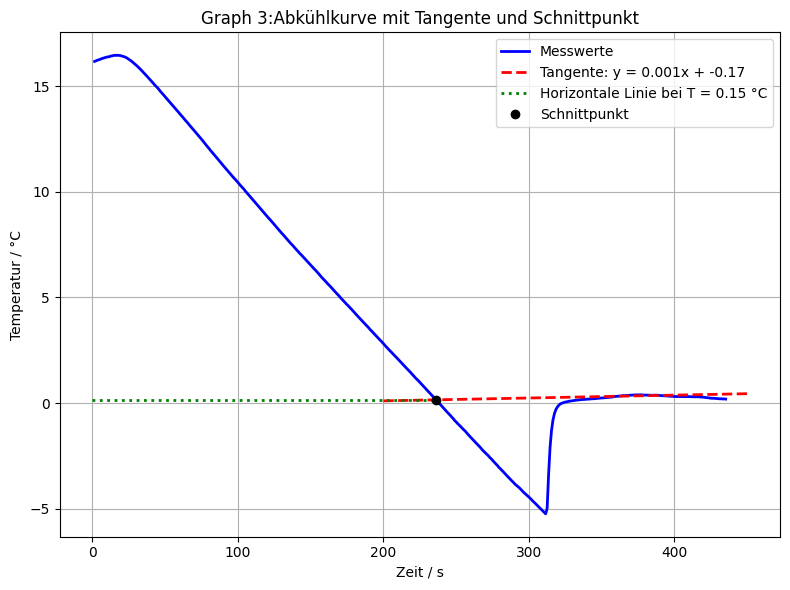 Graph 3:Abkühlkurve mit Tangente und Schnittpunkt
Messwerte
Tangente: y = 0.001x + -0.17
Horizontale Linie bei T = 0.15 °C
Schnittpunkt
Temperatur / °C
15
10
5
0
−5
0 100 200 300 400
Zeit / s